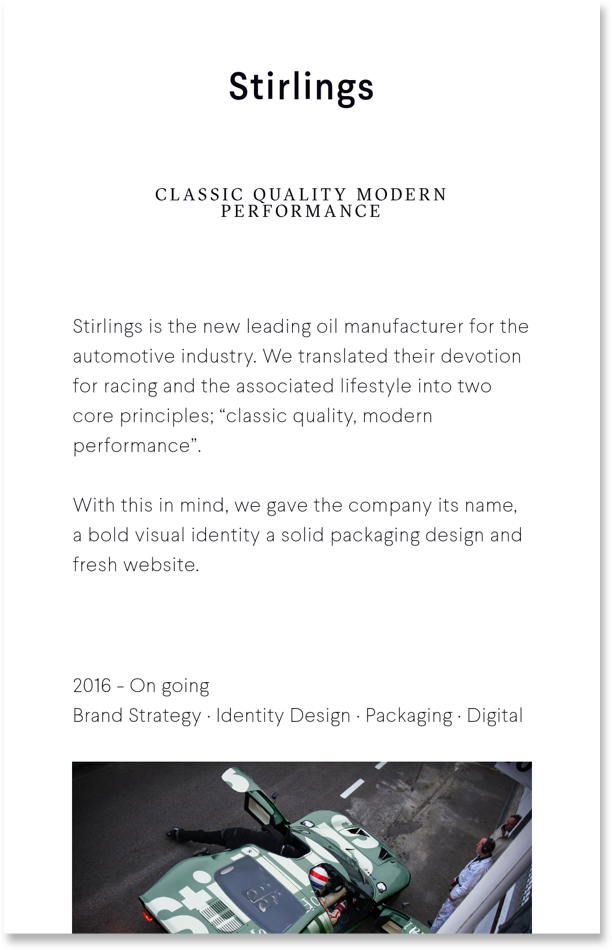 Stirlings
CLASSIC QUALITY MODERN
PERFORMANCE
Stirlings is the new leading oil manufacturer for the
automotive industry. We translated their devotion
for racing and the associated lifestyle into two
core principles; “classic quality, modern
performance”.
With this in mind, we gave the company its name,
a bold visual identity a solid packaging design and
fresh website.
2016 - On going
Brand Strategy · Identity Design · Packaging · Digital